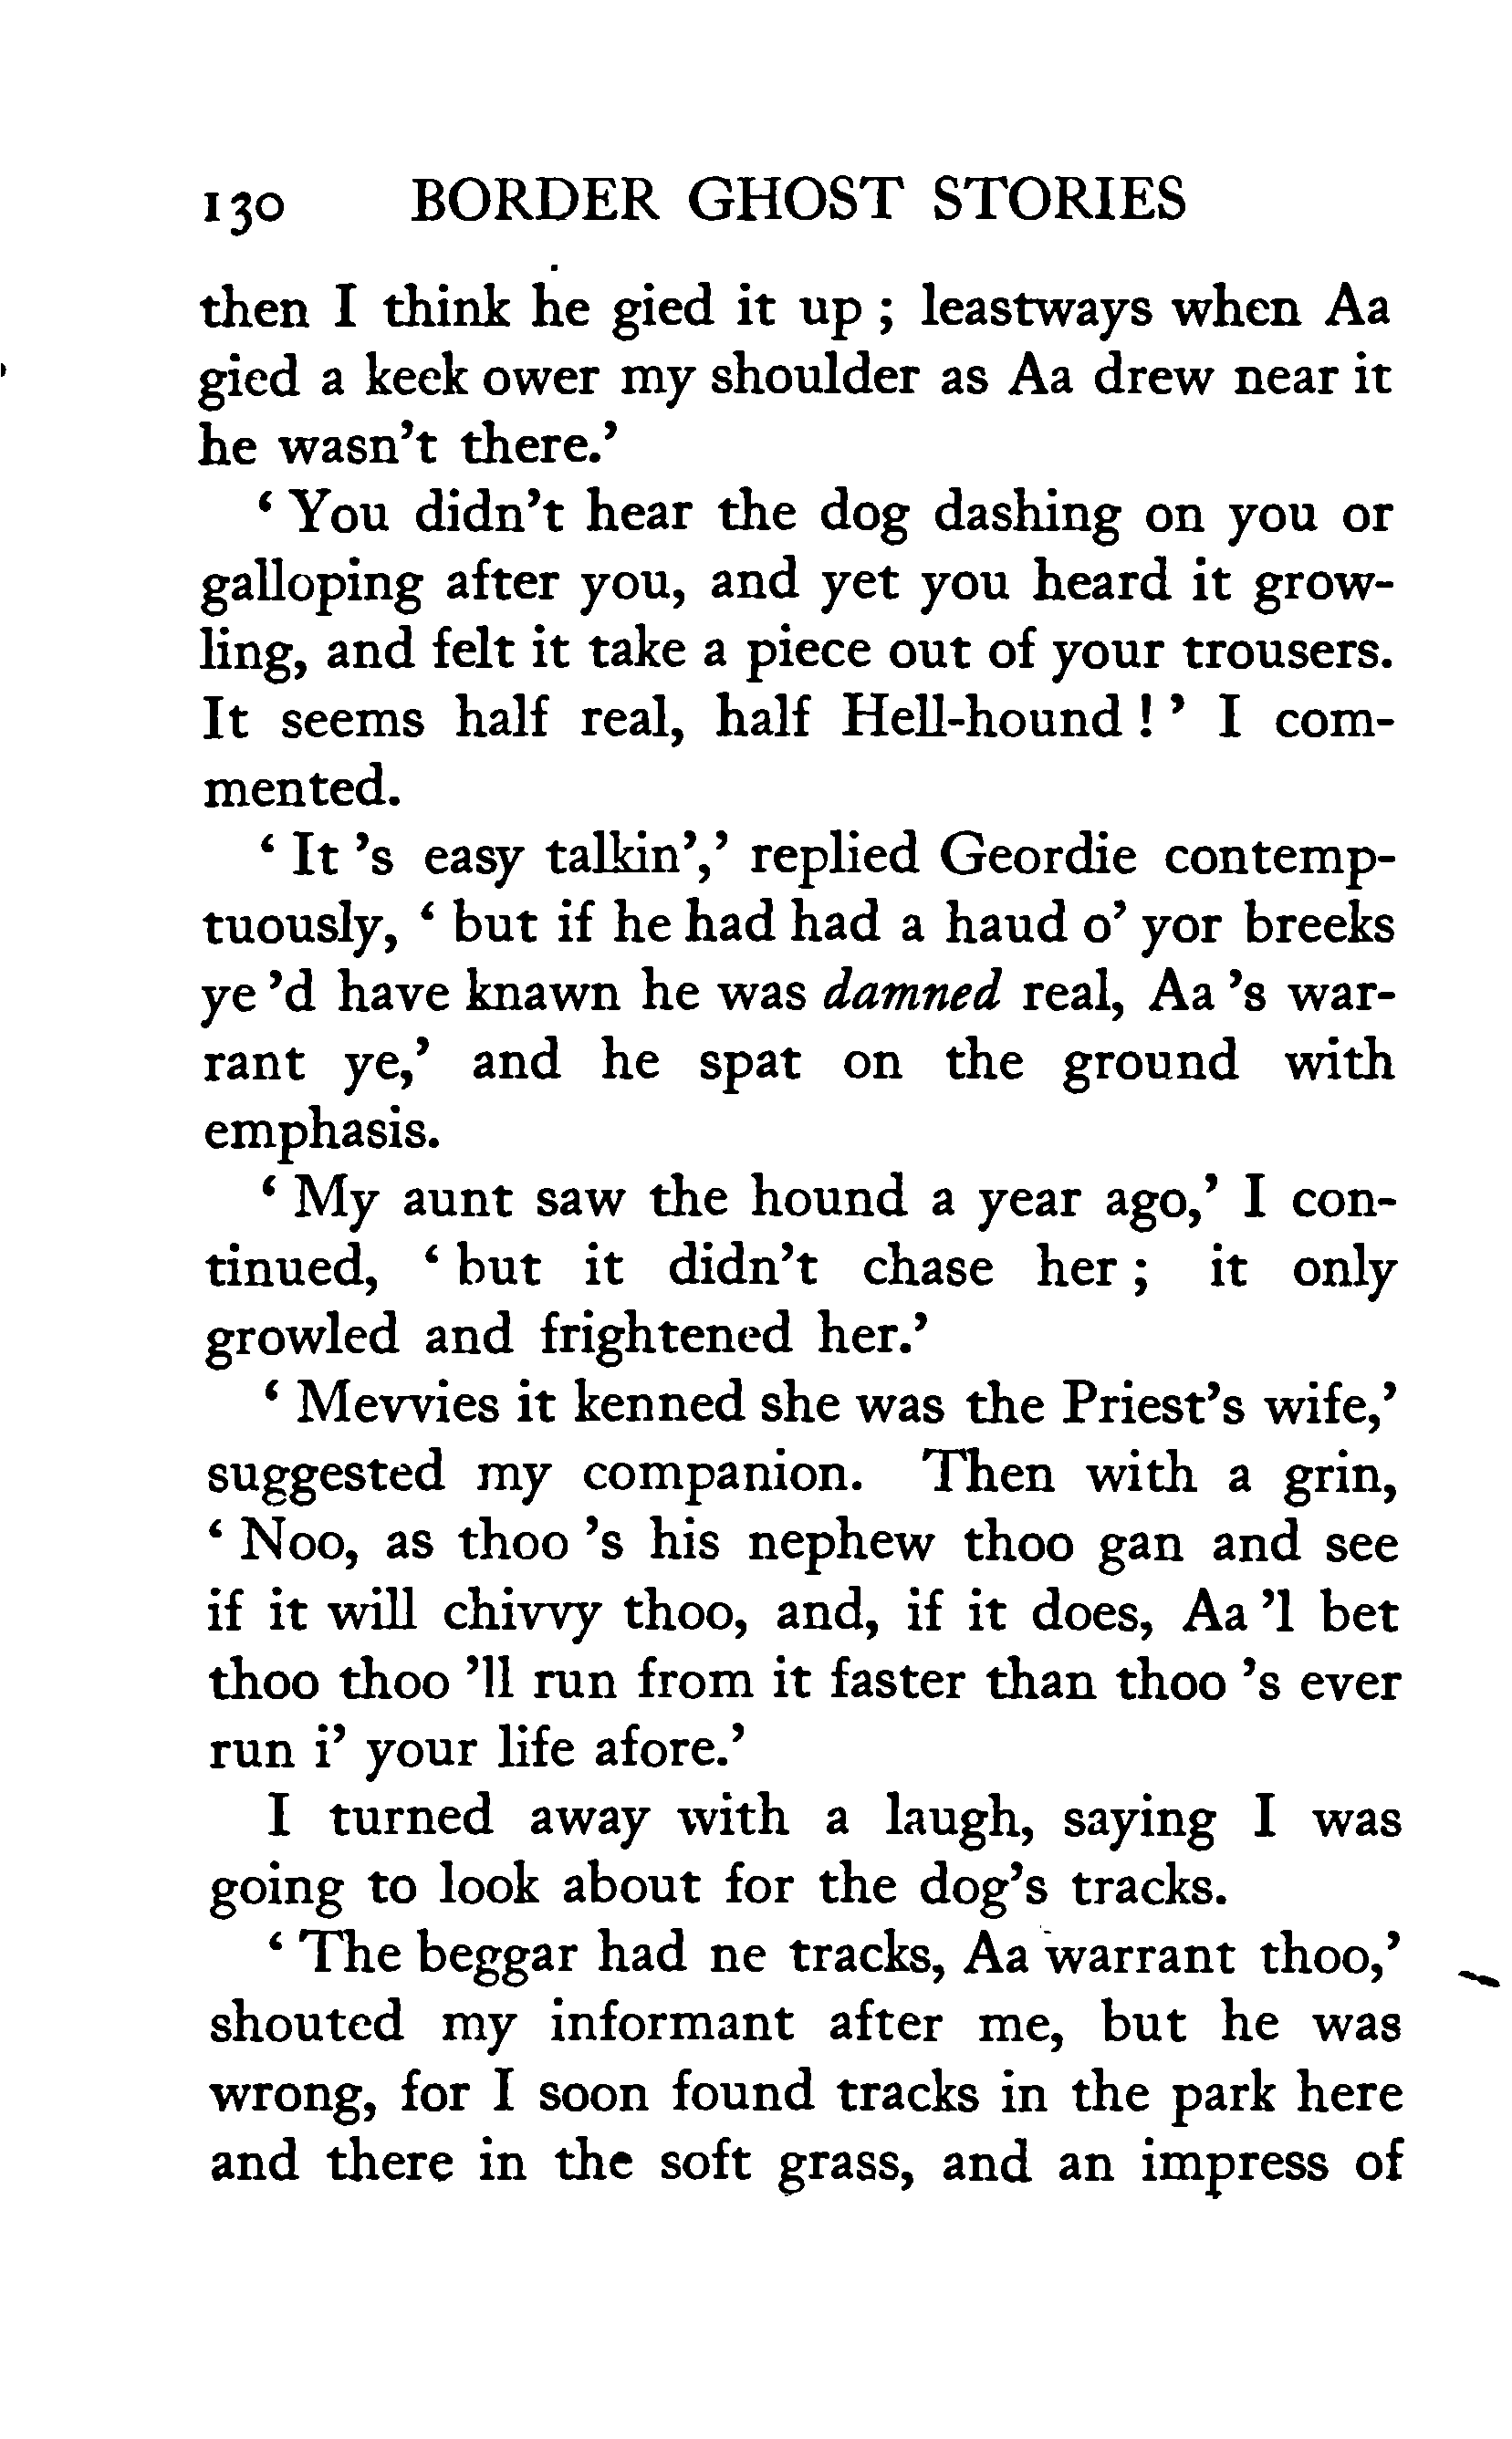 130 BORDER GHOST STORIES
then I think he gied it up ; leastways when Aa
gied a keek ower my shoulder as Aa drew near it
he wasn't there.'
‘ You didn't hear the dog dashing on you or
galloping after you, and yet you heard it grow-
ling, and felt it take a piece out of your trousers.
It seems half real, half Hell-hound ! ’ I com-
mented.
‘ It 's easy talkin',’ replied Geordie contemp-
tuously, ‘ but if he had had a haud o' yor breeks
ye 'd have knawn he was damned real, Aa 's war-
rant ye,’ and he spat on the ground with
emphasis.
‘ My aunt saw the hound a year ago,’ I con-
tinued, ‘ but it didn't chase her ; it only
growled and frightened her.’
‘ Mevvies it kenned she was the Priest's wife,’
suggested my companion. Then with a grin,
‘ Noo, as thoo 's his nephew thoo gan and see
if it will chivvy thoo, and, if it does, Aa 'l bet
thoo thoo 'll run from it faster than thoo 's ever
run i' your life afore.’
I turned away with a laugh, saying I was
going to look about for the dog's tracks.
‘ The beggar had ne tracks, Aa warrant thoo,’
shouted my informant after me, but he was
wrong, for I soon found tracks in the park here
and there in the soft grass, and an impress of